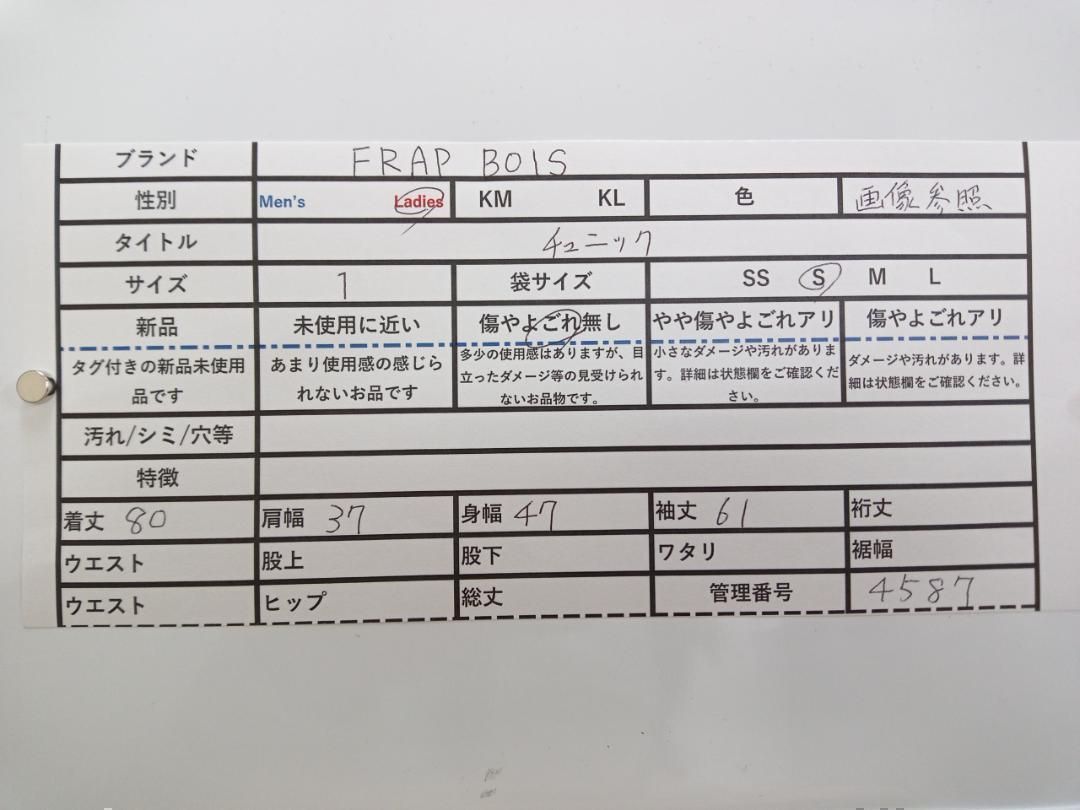 ブランド FRAP BOIS
性別 Men's Ladies KM KL 色 画像参照
タイトル チュニック
サイズ 1 袋サイズ SS S M L
新品 未使用に近い 傷やよごれ無し やや傷やよごれアリ 傷やよごれアリ
タグ付きの新品未使用品です
あまり使用感の感じられないお品です
多少の使用感はありますが、目立ったダメージ等の見受けられないお品物です。
小さなダメージや汚れがあります。詳細は状態欄をご確認ください。
ダメージや汚れがあります。詳細は状態欄をご確認ください。
汚れ/シミ/穴等
特徴
着丈 80 肩幅 37 身幅 47 袖丈 61 裄丈
ウエスト 股上 股下 ワタリ 裾幅
ウエスト ヒップ 総丈 管理番号 4587